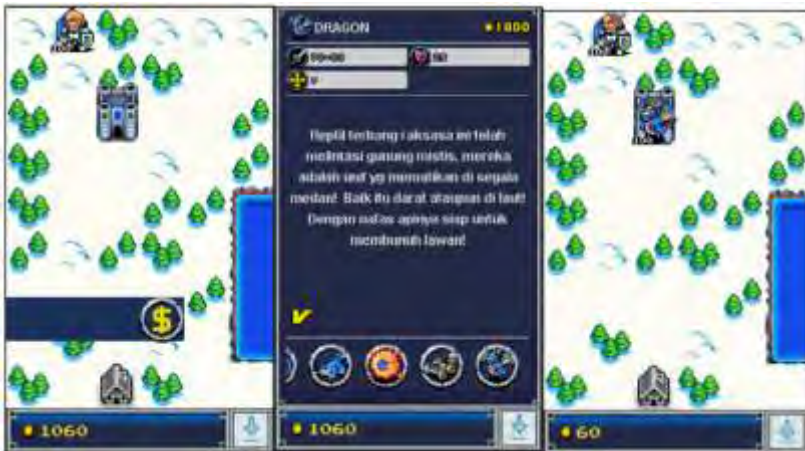 DRAGON 1000
Reptil terbang raksasa ini telah
melintasi gunung mistis, mereka
adalah unit yg mematikan di segala
medan! Baik itu darat ataupun di laut!
Dengan nafas apinya siap untuk
membunuh lawan!
$
1060
1060
60